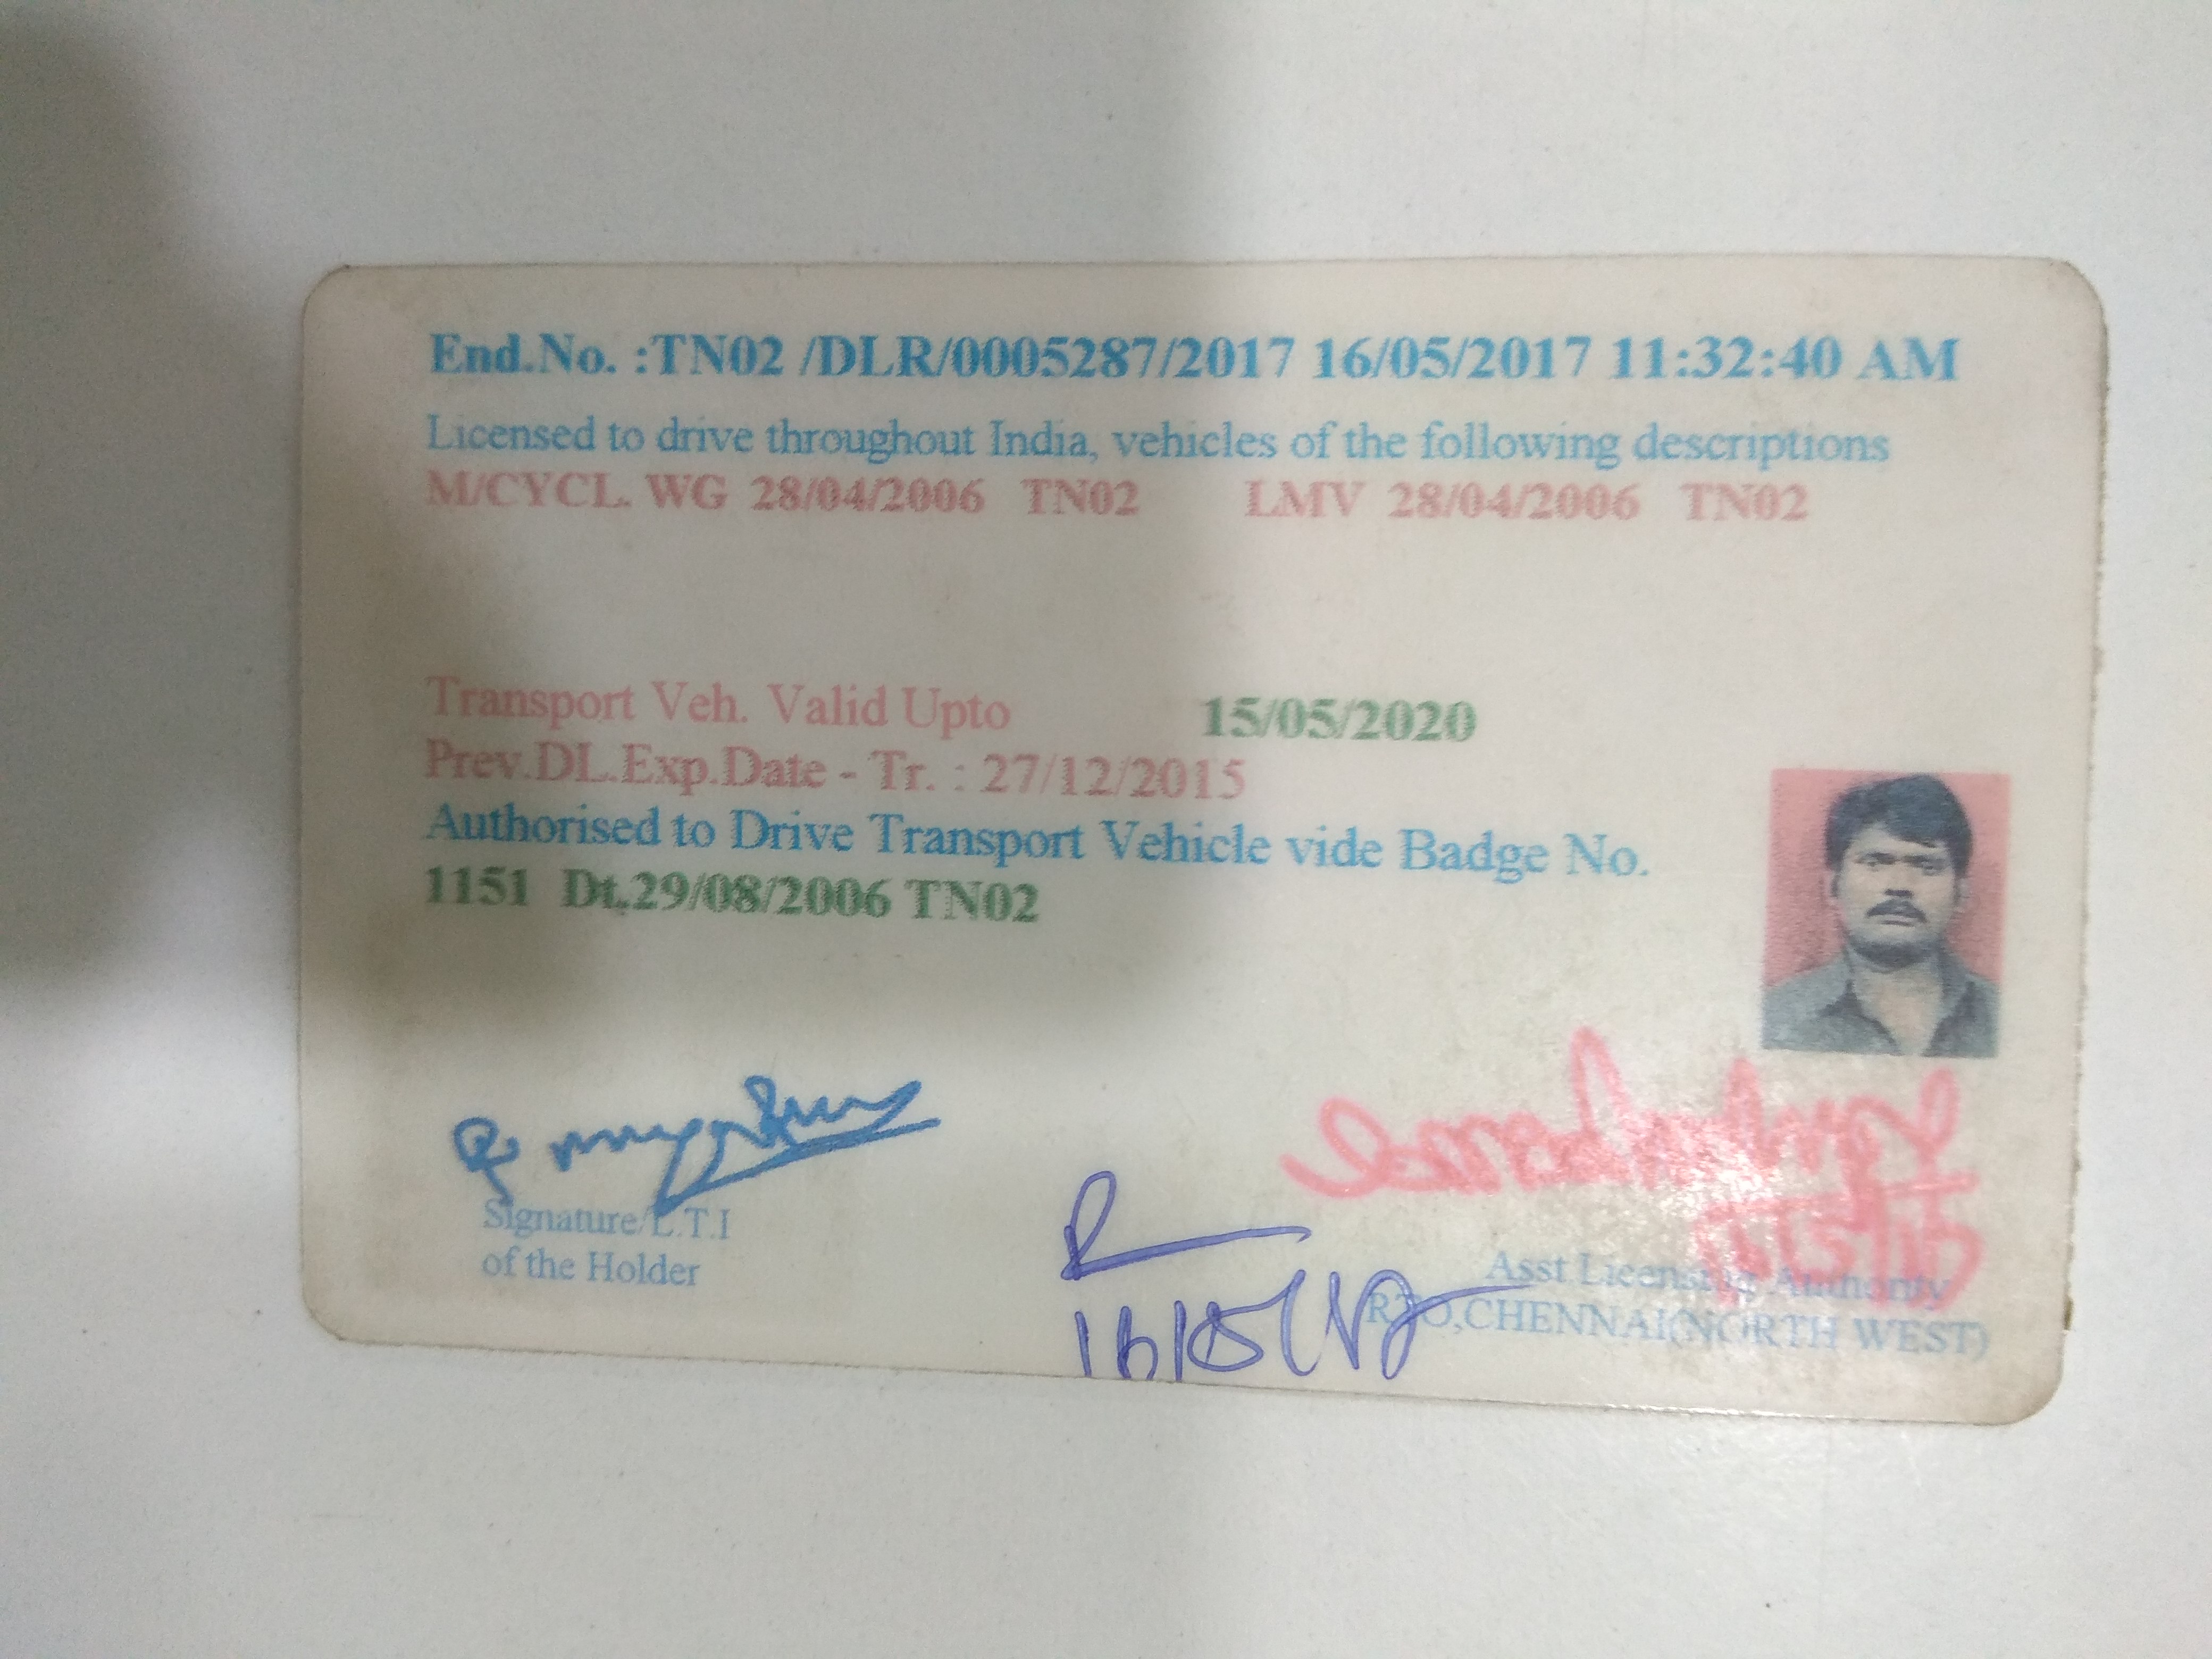 End.No. :TN02 /DLR/0005287/2017 16/05/2017 11:32:40 AM
Licensed to drive throughout India, vehicles of the following descriptions
M/CYCL. WG 28/04/2006 TN02 LMV 28/04/2006 TN02
Transport Veh. Valid Upto 15/05/2020
Prev.DL.Exp.Date - Tr. : 27/12/2015
Authorised to Drive Transport Vehicle vide Badge No.
1151 Dt.29/08/2006 TN02
Signature/L.T.I
of the Holder
Asst Licensing Authority
RTO,CHENNAI(NORTH WEST)